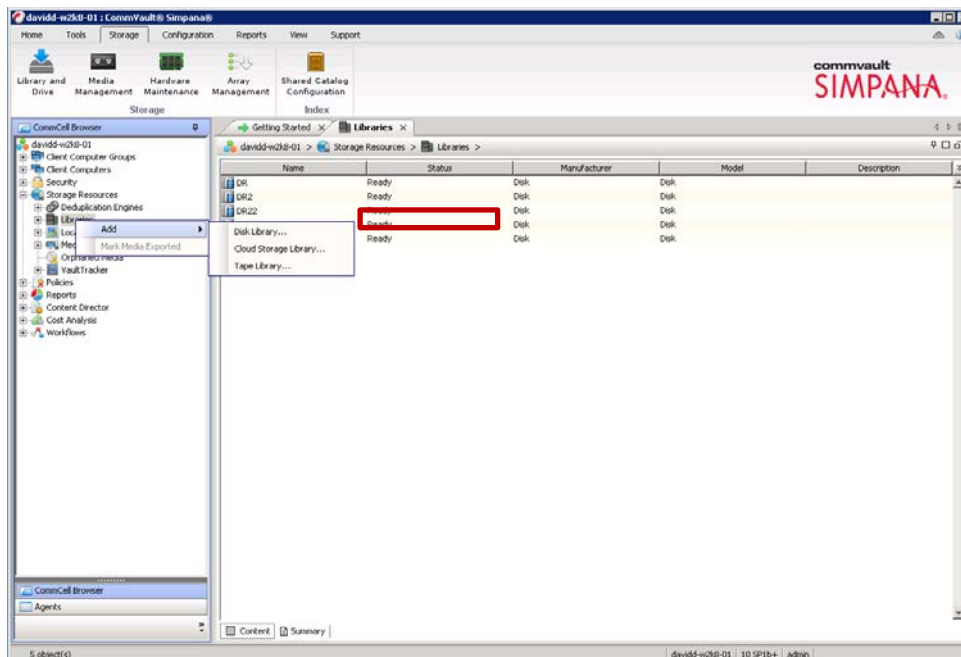 davidd-w2k8-01 : CommVault® Simpana®
Home Tools Storage Configuration Reports View Support
Library and Drive
Media Management
Hardware Maintenance
Array Management
Shared Catalog Configuration
Storage
Index
commvault
SIMPANA
CommCell Browser
Getting Started
Libraries
davidd-w2k8-01
Client Computer Groups
Client Computers
Security
Storage Resources
Deduplication Engines
Orphaned Media
VaultTracker
Policies
Reports
Content Director
Cost Analysis
Workflows
Add
Mark Media Exported
Disk Library...
Cloud Storage Library...
Tape Library...
davidd-w2k8-01 > Storage Resources > Libraries >
Name Status Manufacturer Model Description
DR Ready Disk Disk
DR2 Ready Disk Disk
DR22 Disk Disk
Ready Disk Disk
Ready Disk Disk
CommCell Browser
Agents
Content Summary
5 object(s)
davidd-w2k8-01 10 SP1b+ admin